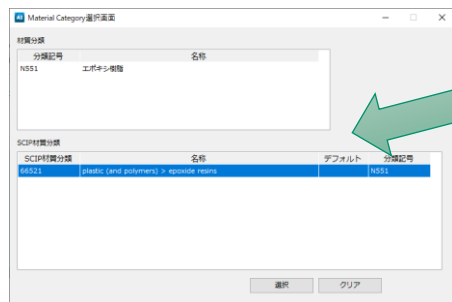 Material Category選択画面
材質分類
分類記号 名称
N551 エポキシ樹脂
SCIP材質分類
SCIP材質分類 名称 デフォルト 分類記号
66521 plastic (and polymers) > epoxide resins N551
選択 クリア